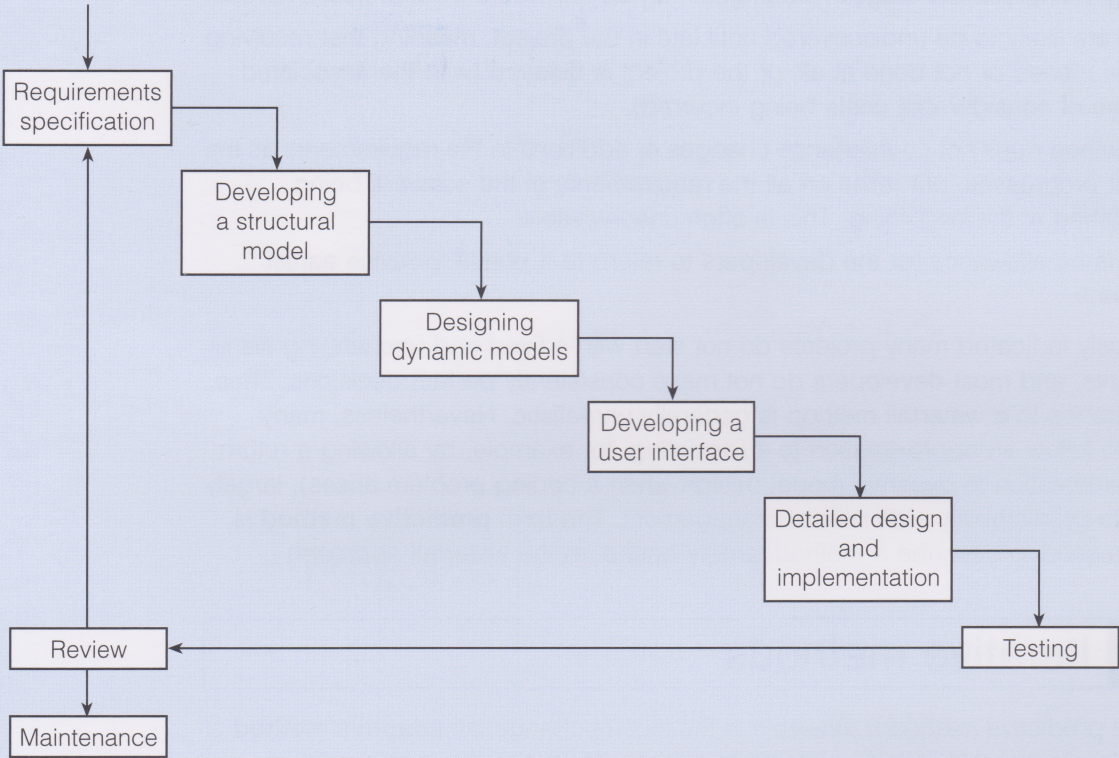 Requirements
specification
Developing
a structural
model
Designing
dynamic models
Developing a
user interface
Detailed design
and
implementation
Testing
Review
Maintenance